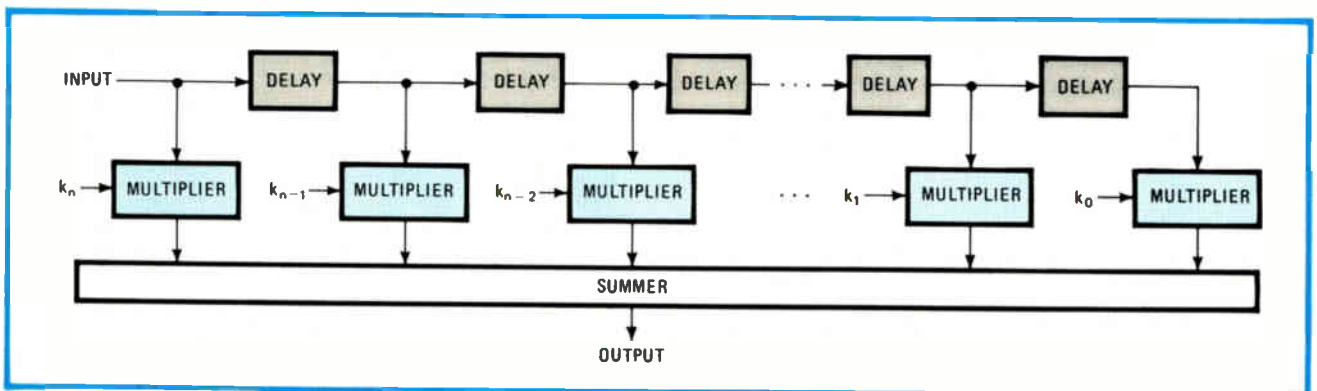 INPUT DELAY DELAY DELAY . . . DELAY DELAY
kₙ MULTIPLIER kₙ₋₁ MULTIPLIER kₙ₋₂ MULTIPLIER . . . k₁ MULTIPLIER k₀ MULTIPLIER
SUMMER
OUTPUT